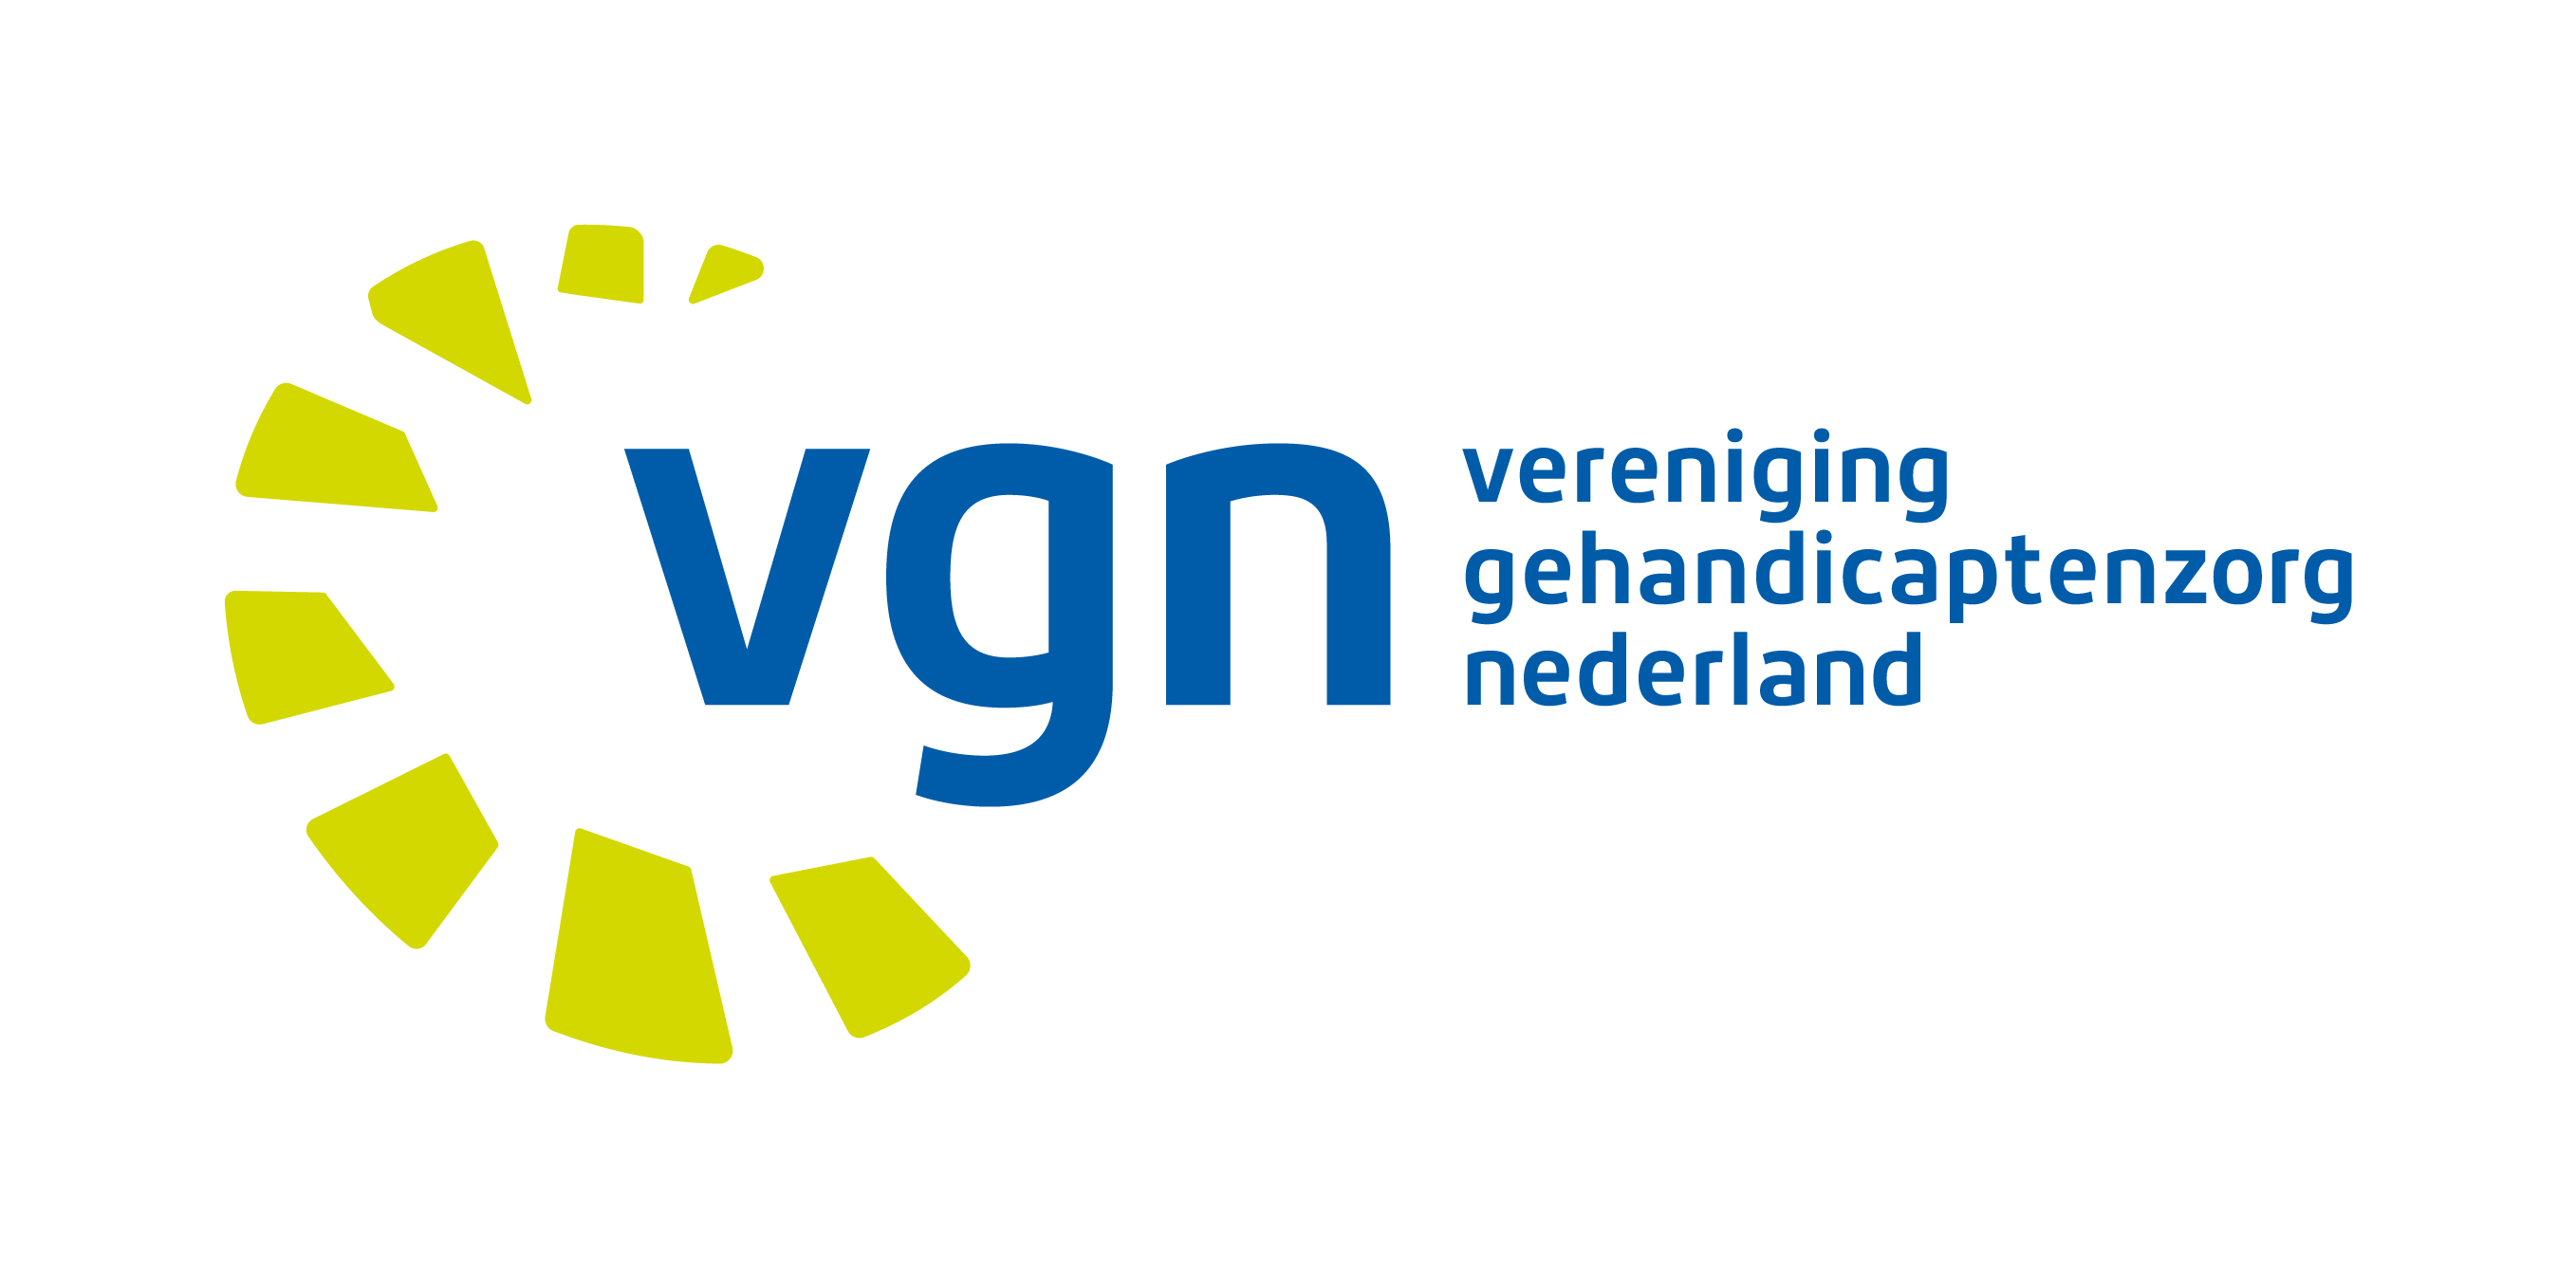 vgn
vereniging
gehandicaptenzorg
nederland